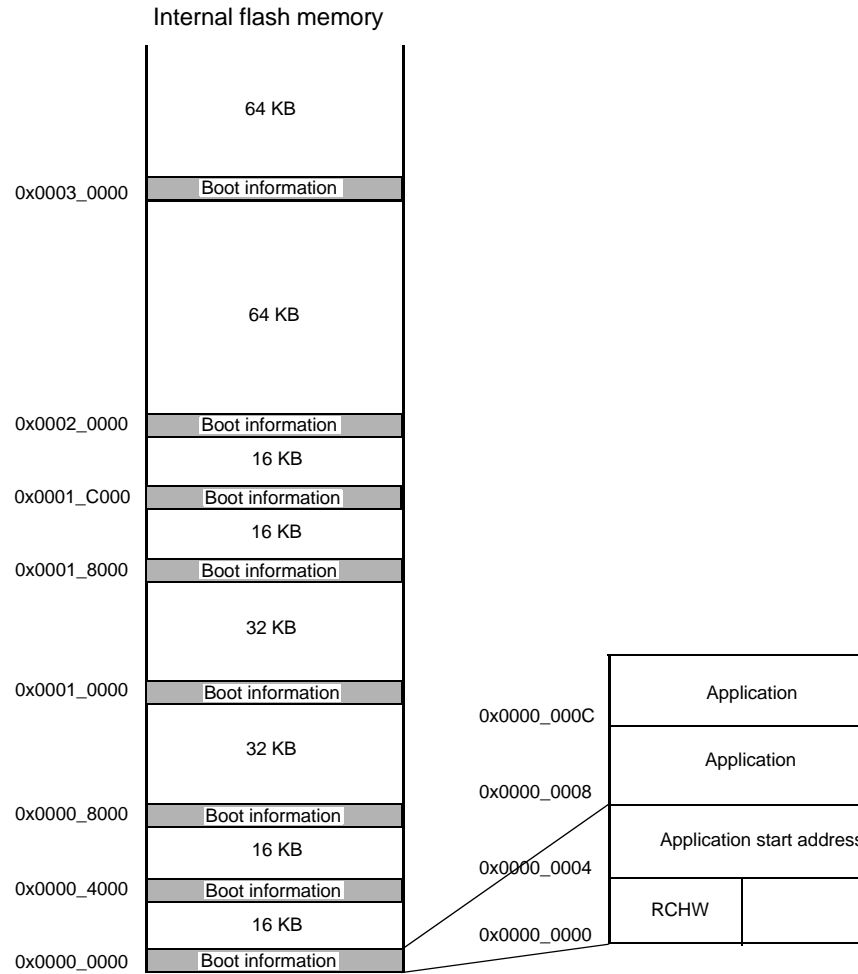 Internal flash memory
64 KB
0x0003_0000
Boot information
64 KB
0x0002_0000
Boot information
16 KB
0x0001_C000
Boot information
16 KB
0x0001_8000
Boot information
32 KB
0x0001_0000
Boot information
32 KB
0x0000_8000
Boot information
16 KB
0x0000_4000
Boot information
16 KB
0x0000_0000
Boot information
Application
0x0000_000C
Application
0x0000_0008
Application start address
0x0000_0004
RCHW
0x0000_0000